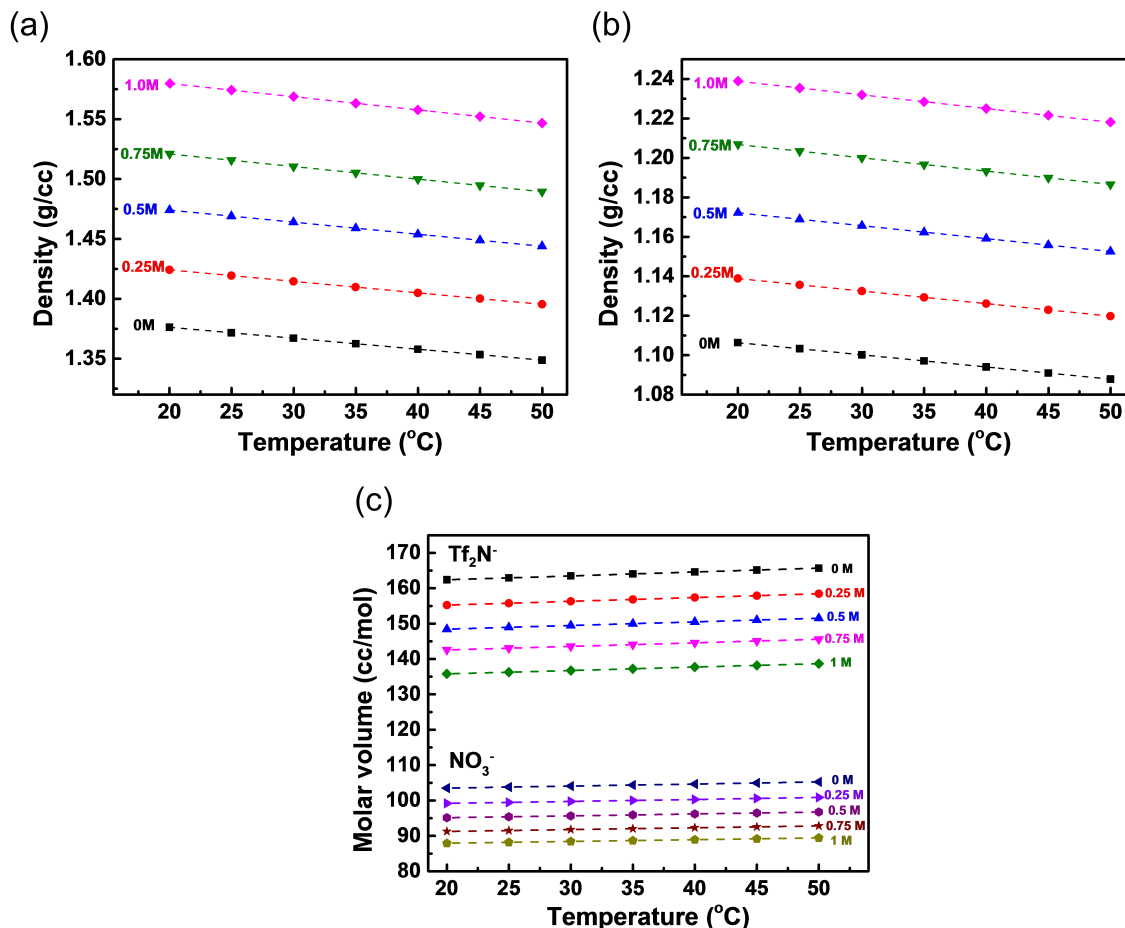 (a)
1.60
1.55
1.50
1.45
1.40
1.35
Density (g/cc)
1.0M
0.75M
0.5M
0.25M
0M
20 25 30 35 40 45 50
Temperature (°C)
(b)
1.24
1.22
1.20
1.18
1.16
1.14
1.12
1.10
1.08
Density (g/cc)
1.0M
0.75M
0.5M
0.25M
0M
20 25 30 35 40 45 50
Temperature (°C)
(c)
170
160
150
140
130
120
110
100
90
80
Molar volume (cc/mol)
Tf₂N⁻
0 M
0.25 M
0.5 M
0.75 M
1 M
NO₃⁻
0 M
0.25 M
0.5 M
0.75 M
1 M
20 25 30 35 40 45 50
Temperature (°C)